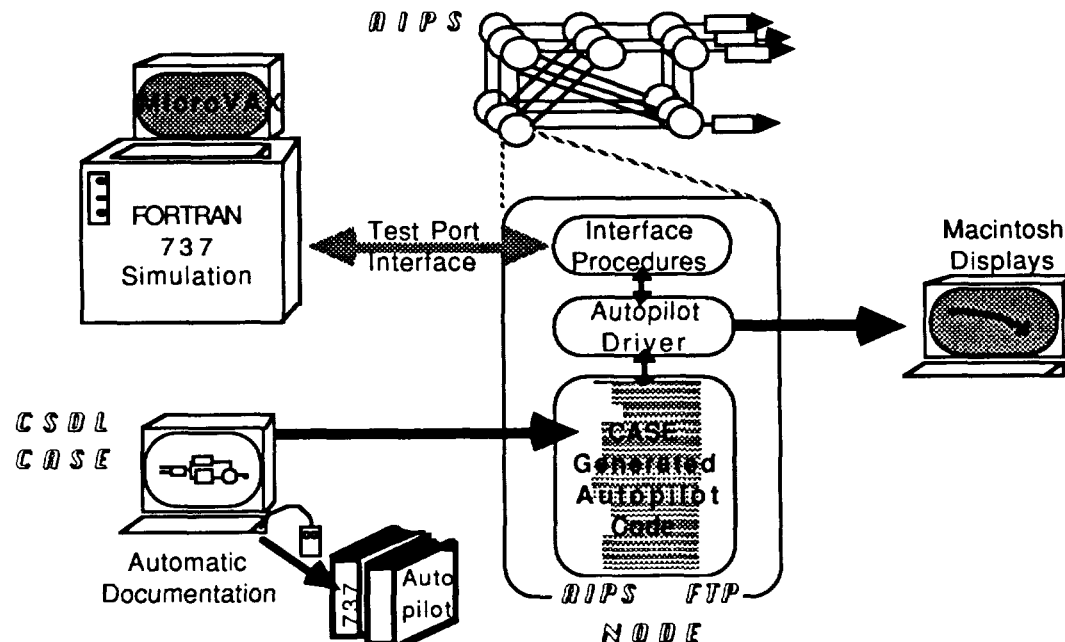 AIPS
MicroVAX
FORTRAN
737
Simulation
Test Port
Interface
Interface
Procedures
Autopilot
Driver
Macintosh
Displays
CSDL
CASE
CASE
Generated
Autopilot
Code
Automatic
Documentation
737
Auto
pilot
AIPS FTP
NODE